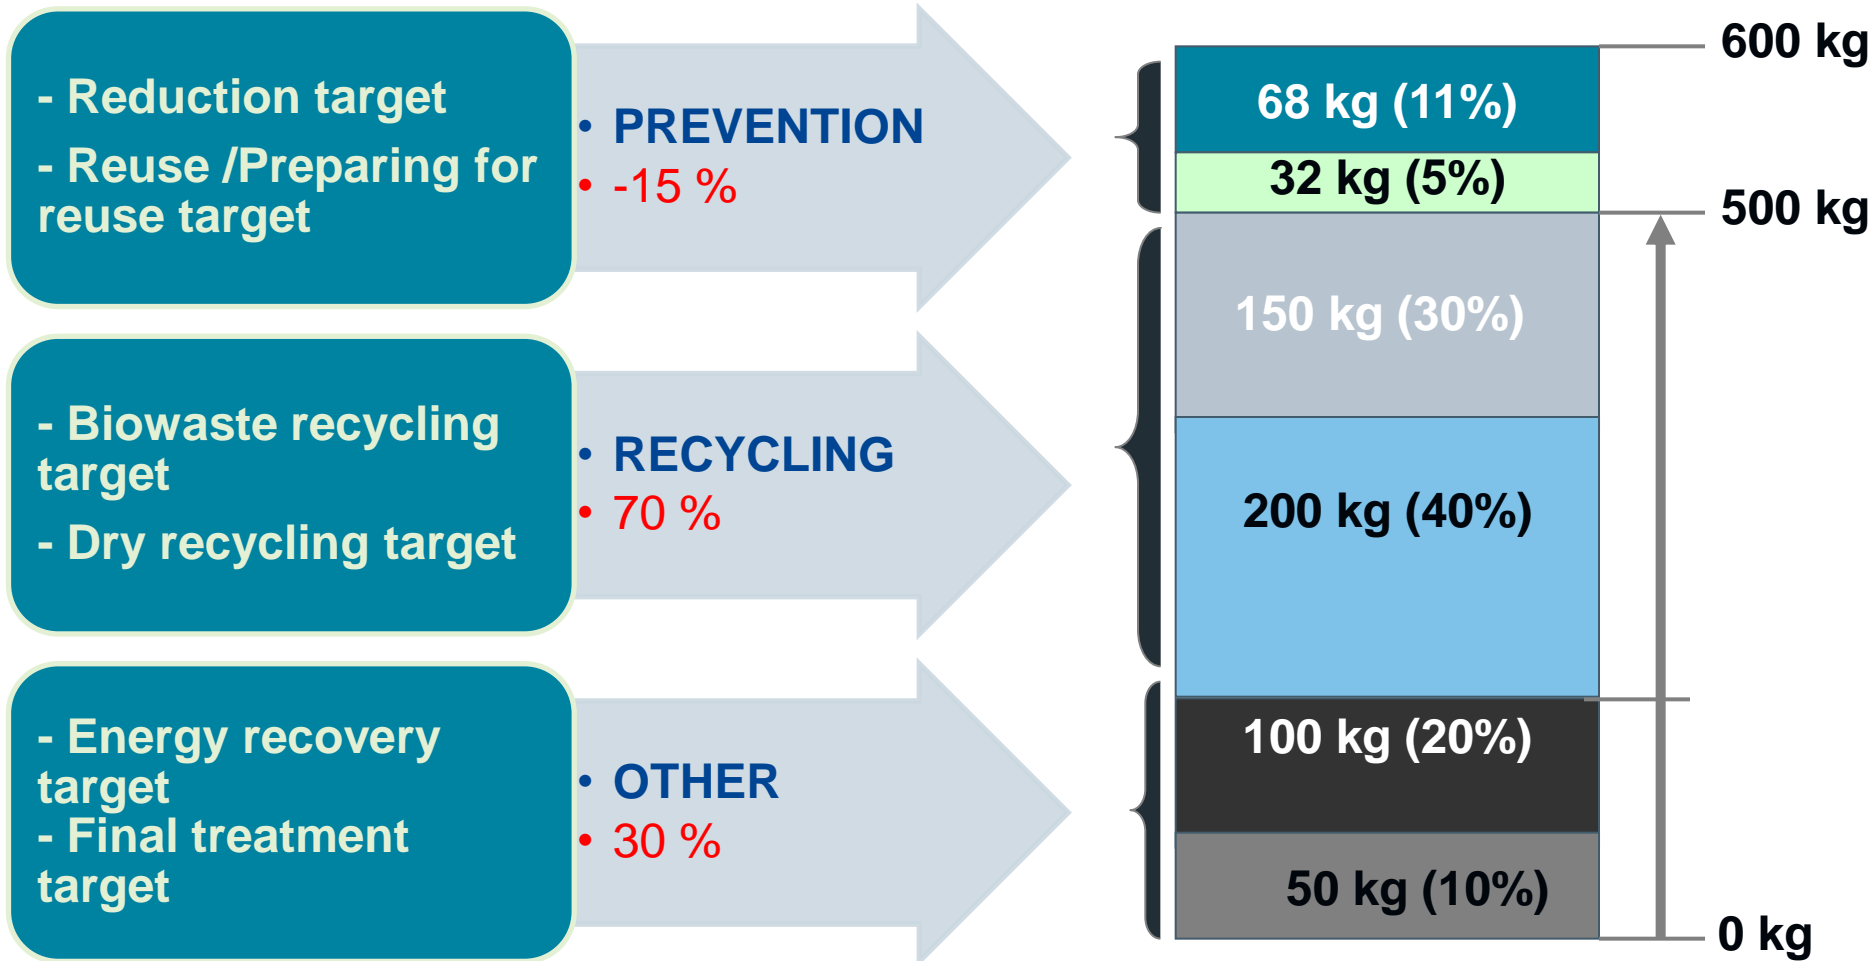 - Reduction target
- Reuse /Preparing for
reuse target
• PREVENTION
• -15 %
- Biowaste recycling
target
- Dry recycling target
• RECYCLING
• 70 %
- Energy recovery
target
- Final treatment
target
• OTHER
• 30 %
600 kg
68 kg (11%)
32 kg (5%)
500 kg
150 kg (30%)
200 kg (40%)
100 kg (20%)
50 kg (10%)
0 kg